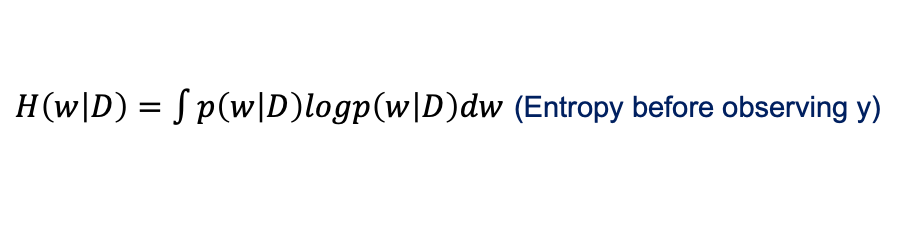 H(w|D) = ∫ p(w|D)logp(w|D)dw (Entropy before observing y)